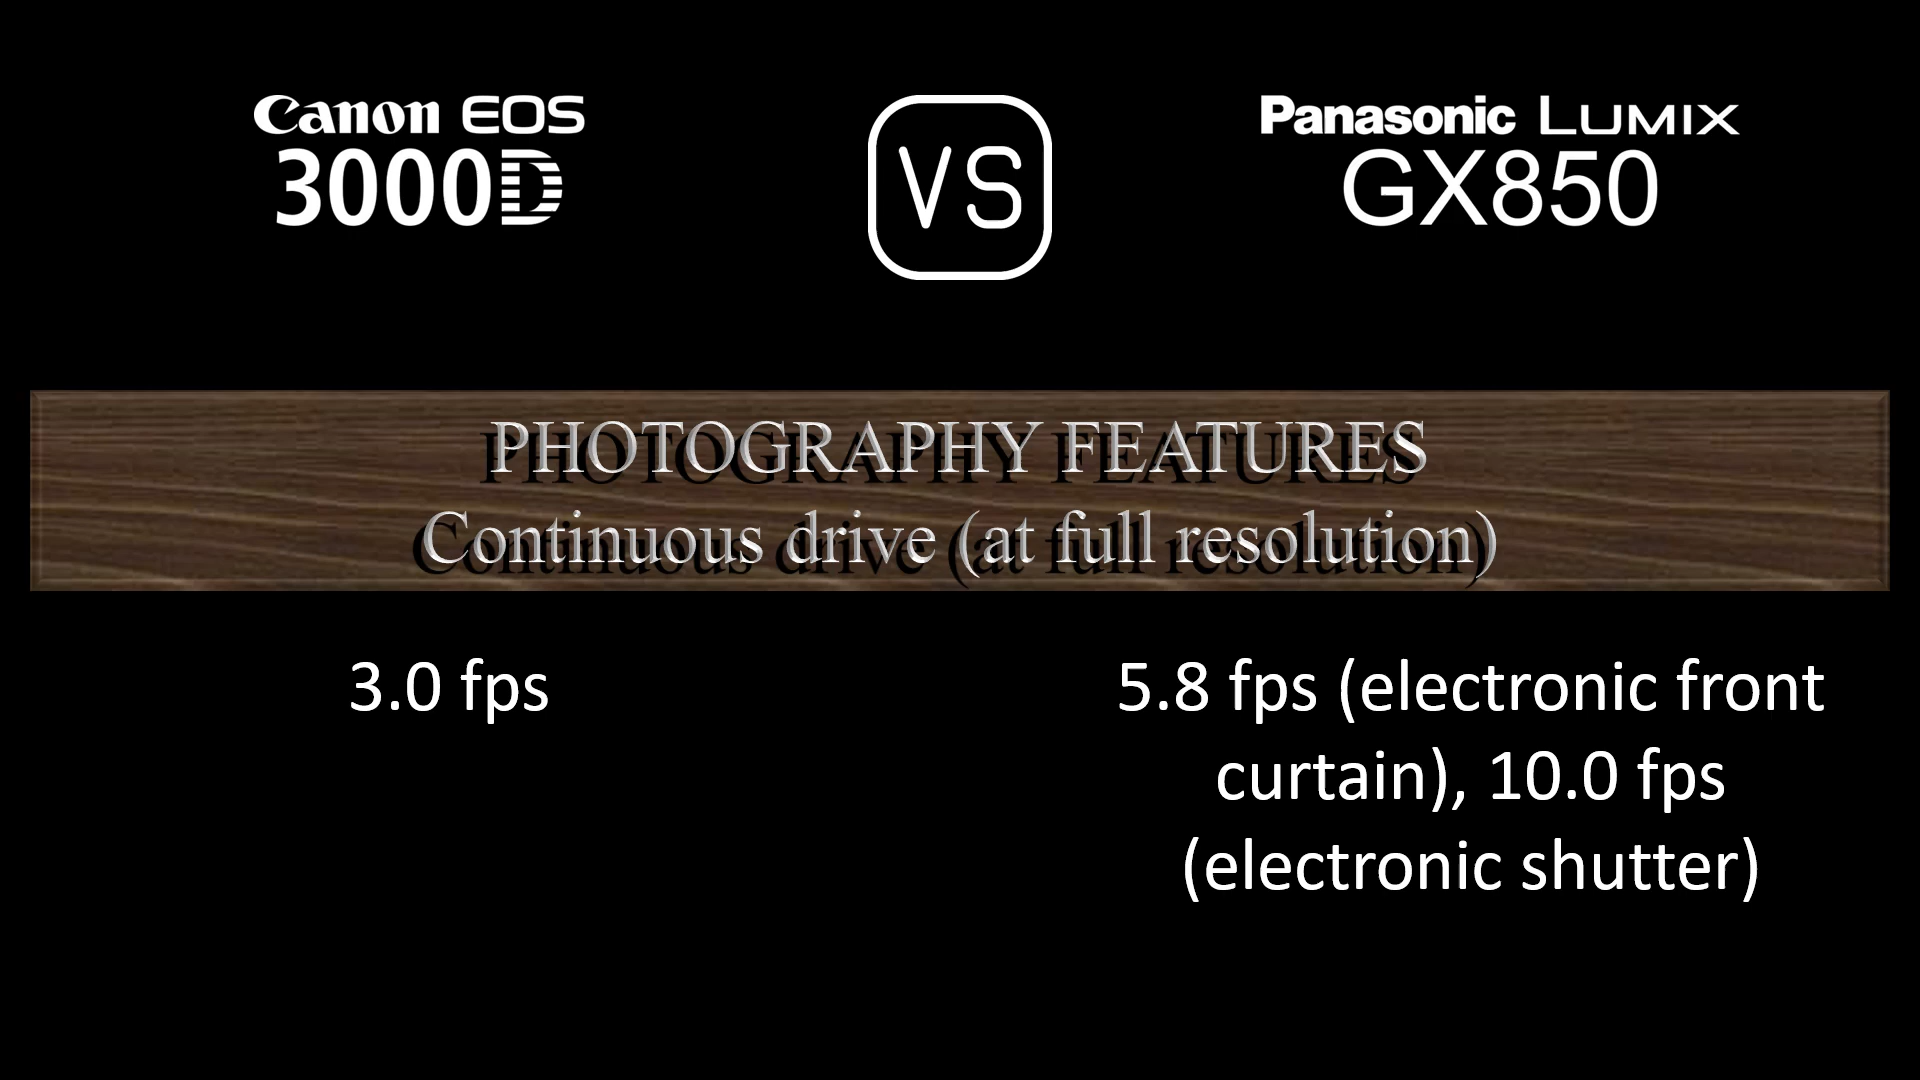 Canon EOS
3000D
VS
Panasonic LUMIX
GX850
PHOTOGRAPHY FEATURES
Continuous drive (at full resolution)
3.0 fps
5.8 fps (electronic front
curtain), 10.0 fps
(electronic shutter)